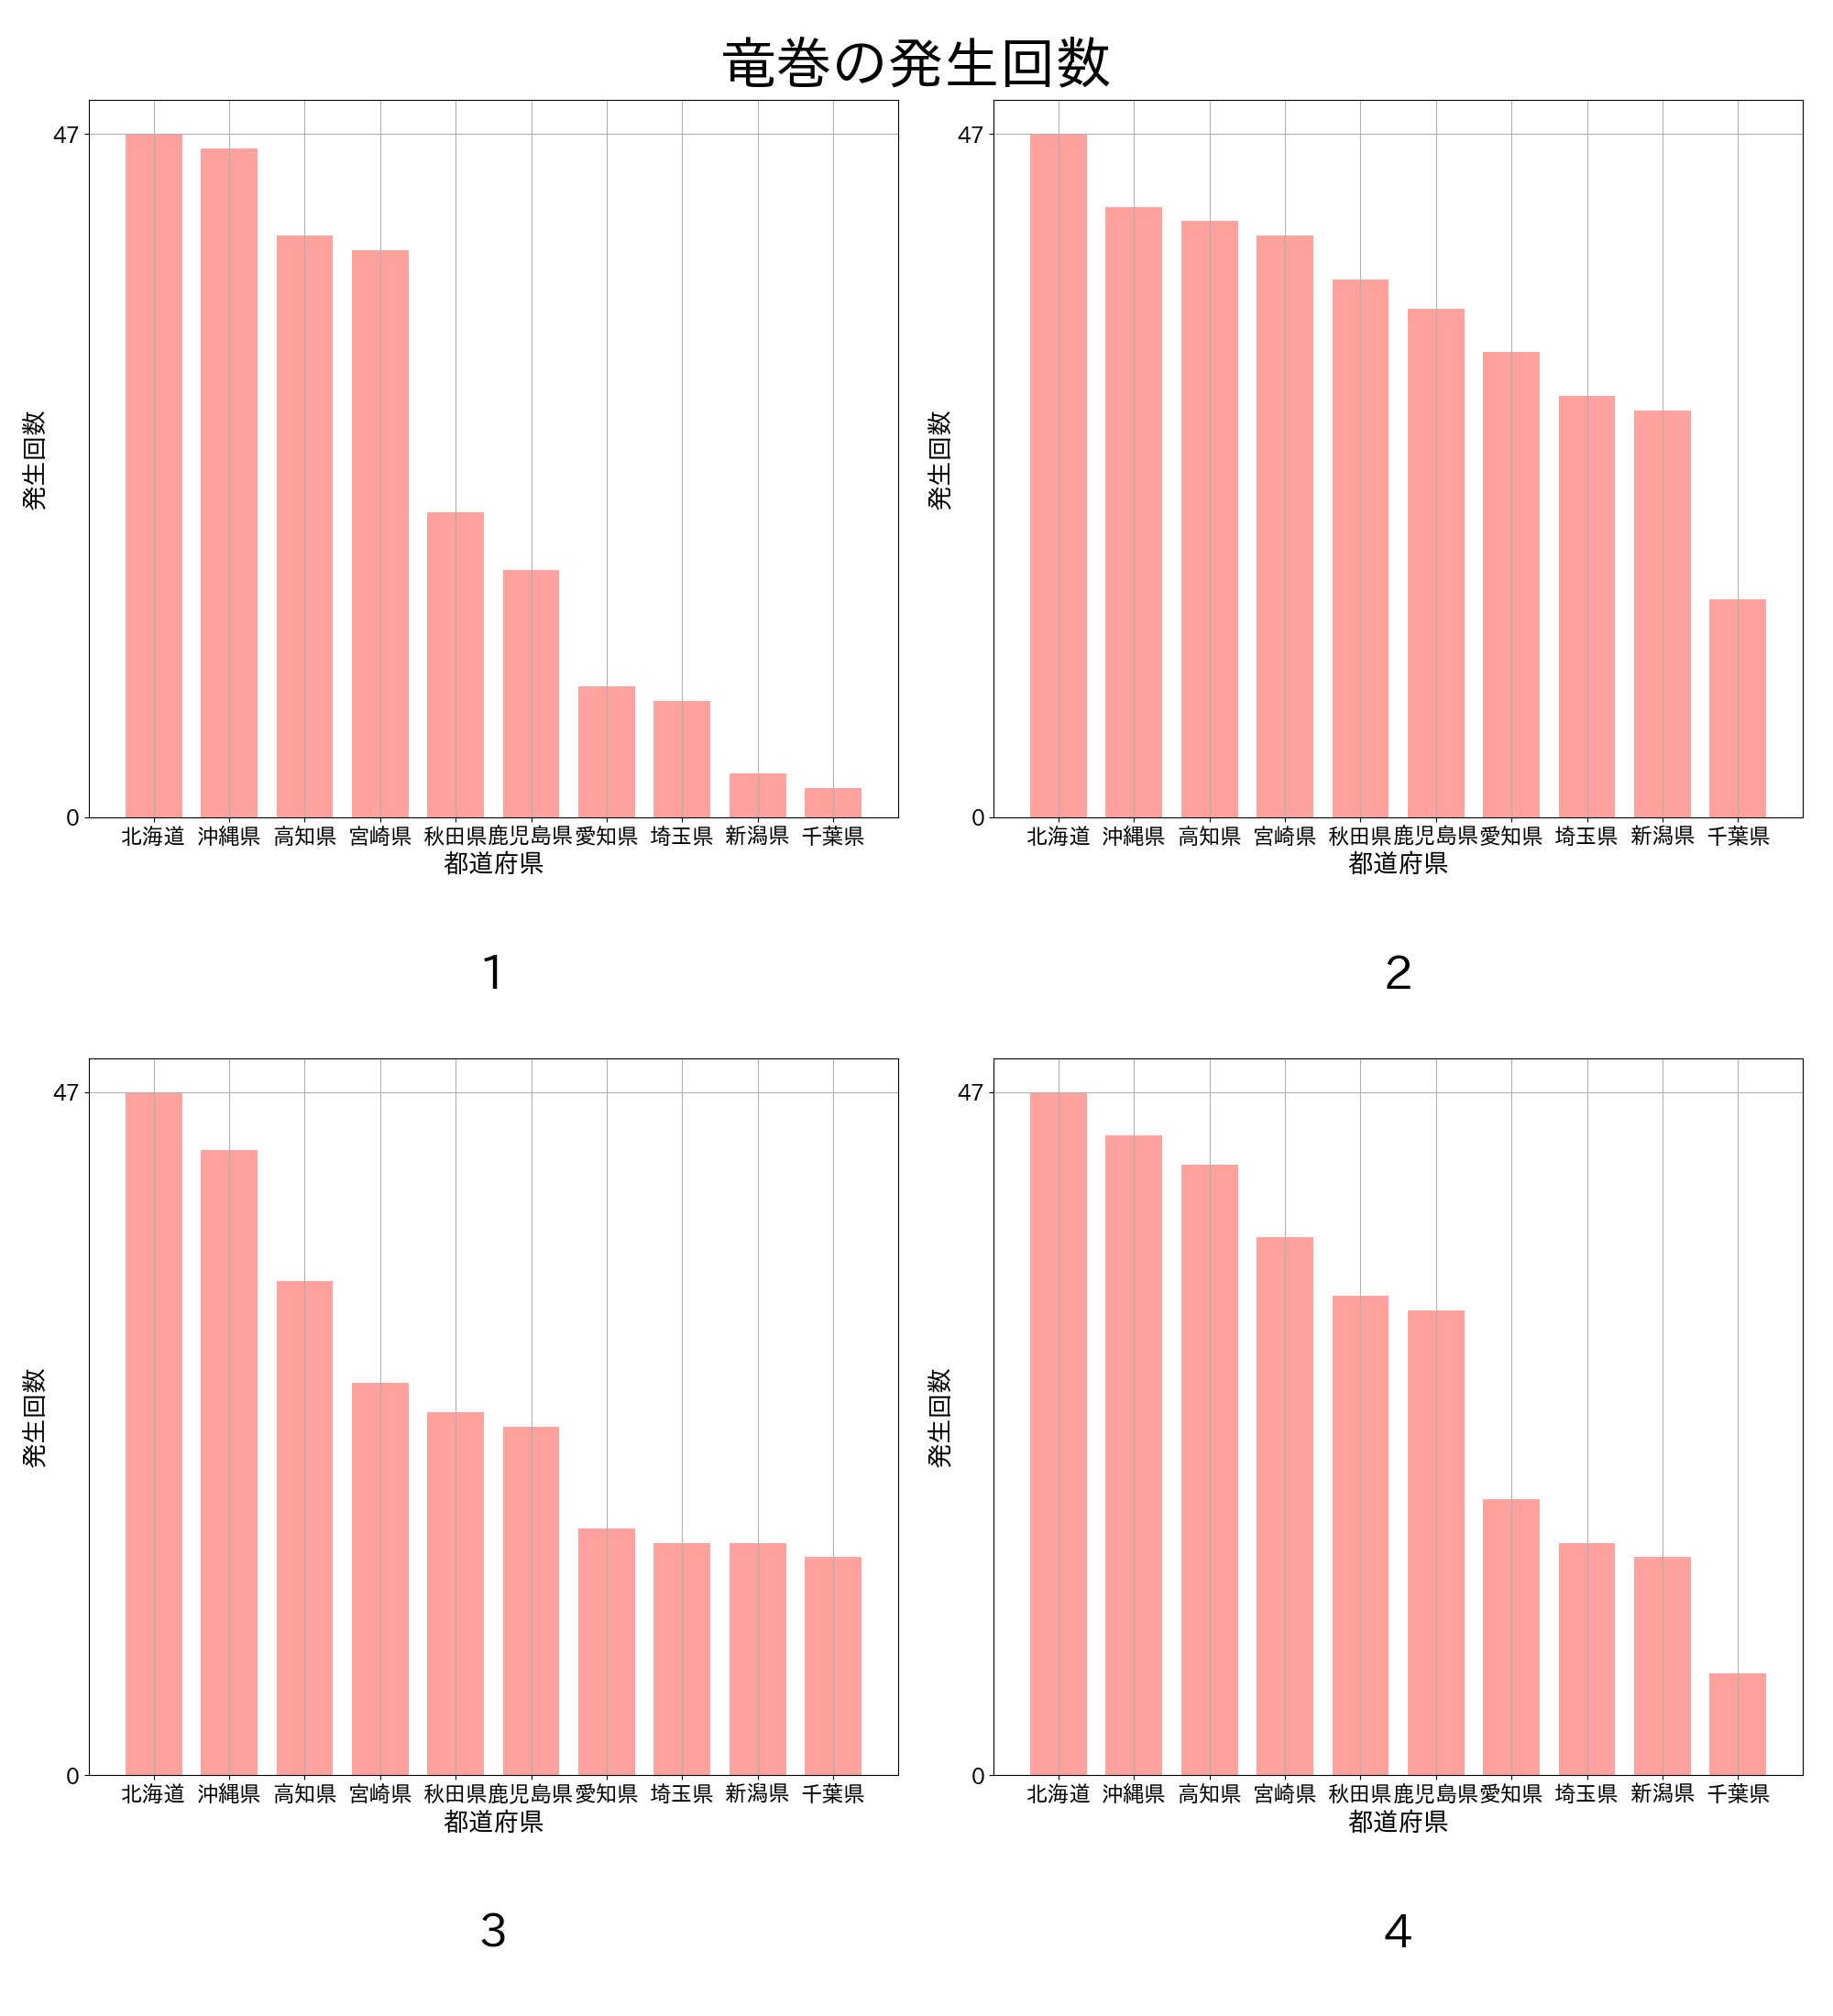 竜巻の発生回数
47
0
発生回数
北海道 沖縄県 高知県 宮崎県 秋田県 鹿児島県 愛知県 埼玉県 新潟県 千葉県
都道府県
1
47
0
発生回数
北海道 沖縄県 高知県 宮崎県 秋田県 鹿児島県 愛知県 埼玉県 新潟県 千葉県
都道府県
2
47
0
発生回数
北海道 沖縄県 高知県 宮崎県 秋田県 鹿児島県 愛知県 埼玉県 新潟県 千葉県
都道府県
3
47
0
発生回数
北海道 沖縄県 高知県 宮崎県 秋田県 鹿児島県 愛知県 埼玉県 新潟県 千葉県
都道府県
4